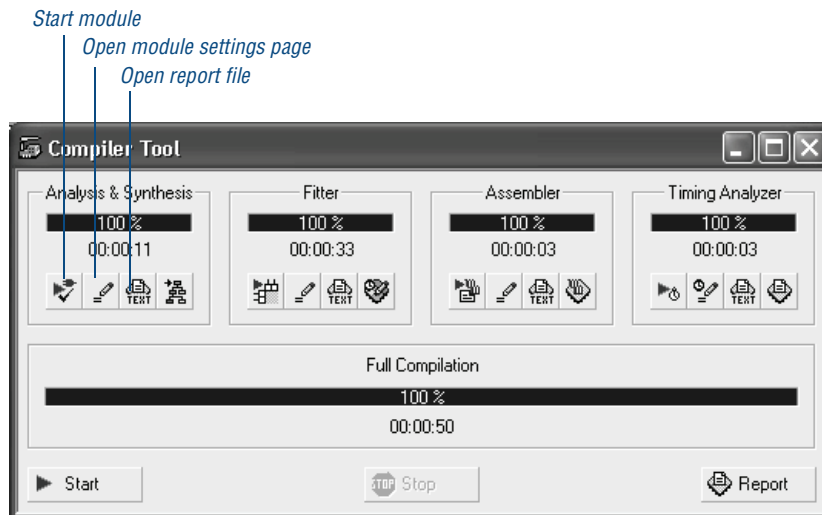 Start module
Open module settings page
Open report file
Compiler Tool
Analysis & Synthesis
100 %
00:00:11
TEXT
Fitter
100 %
00:00:33
TEXT
Assembler
100 %
00:00:03
TEXT
Timing Analyzer
100 %
00:00:03
TEXT
Full Compilation
100 %
00:00:50
Start
STOP Stop
Report